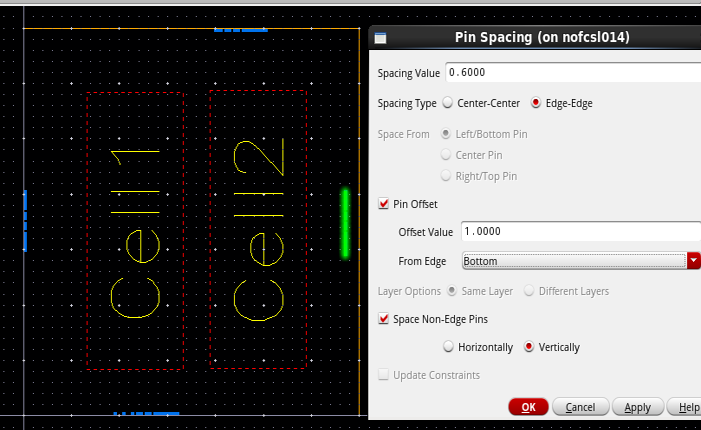 Cell1
Cell2
Pin Spacing (on nofcsl014)
Spacing Value 0.6000
Spacing Type Center-Center Edge-Edge
Space From Left/Bottom Pin
Center Pin
Right/Top Pin
Pin Offset
Offset Value 1.0000
From Edge Bottom
Layer Options Same Layer Different Layers
Space Non-Edge Pins
Horizontally Vertically
Update Constraints
OK Cancel Apply Help